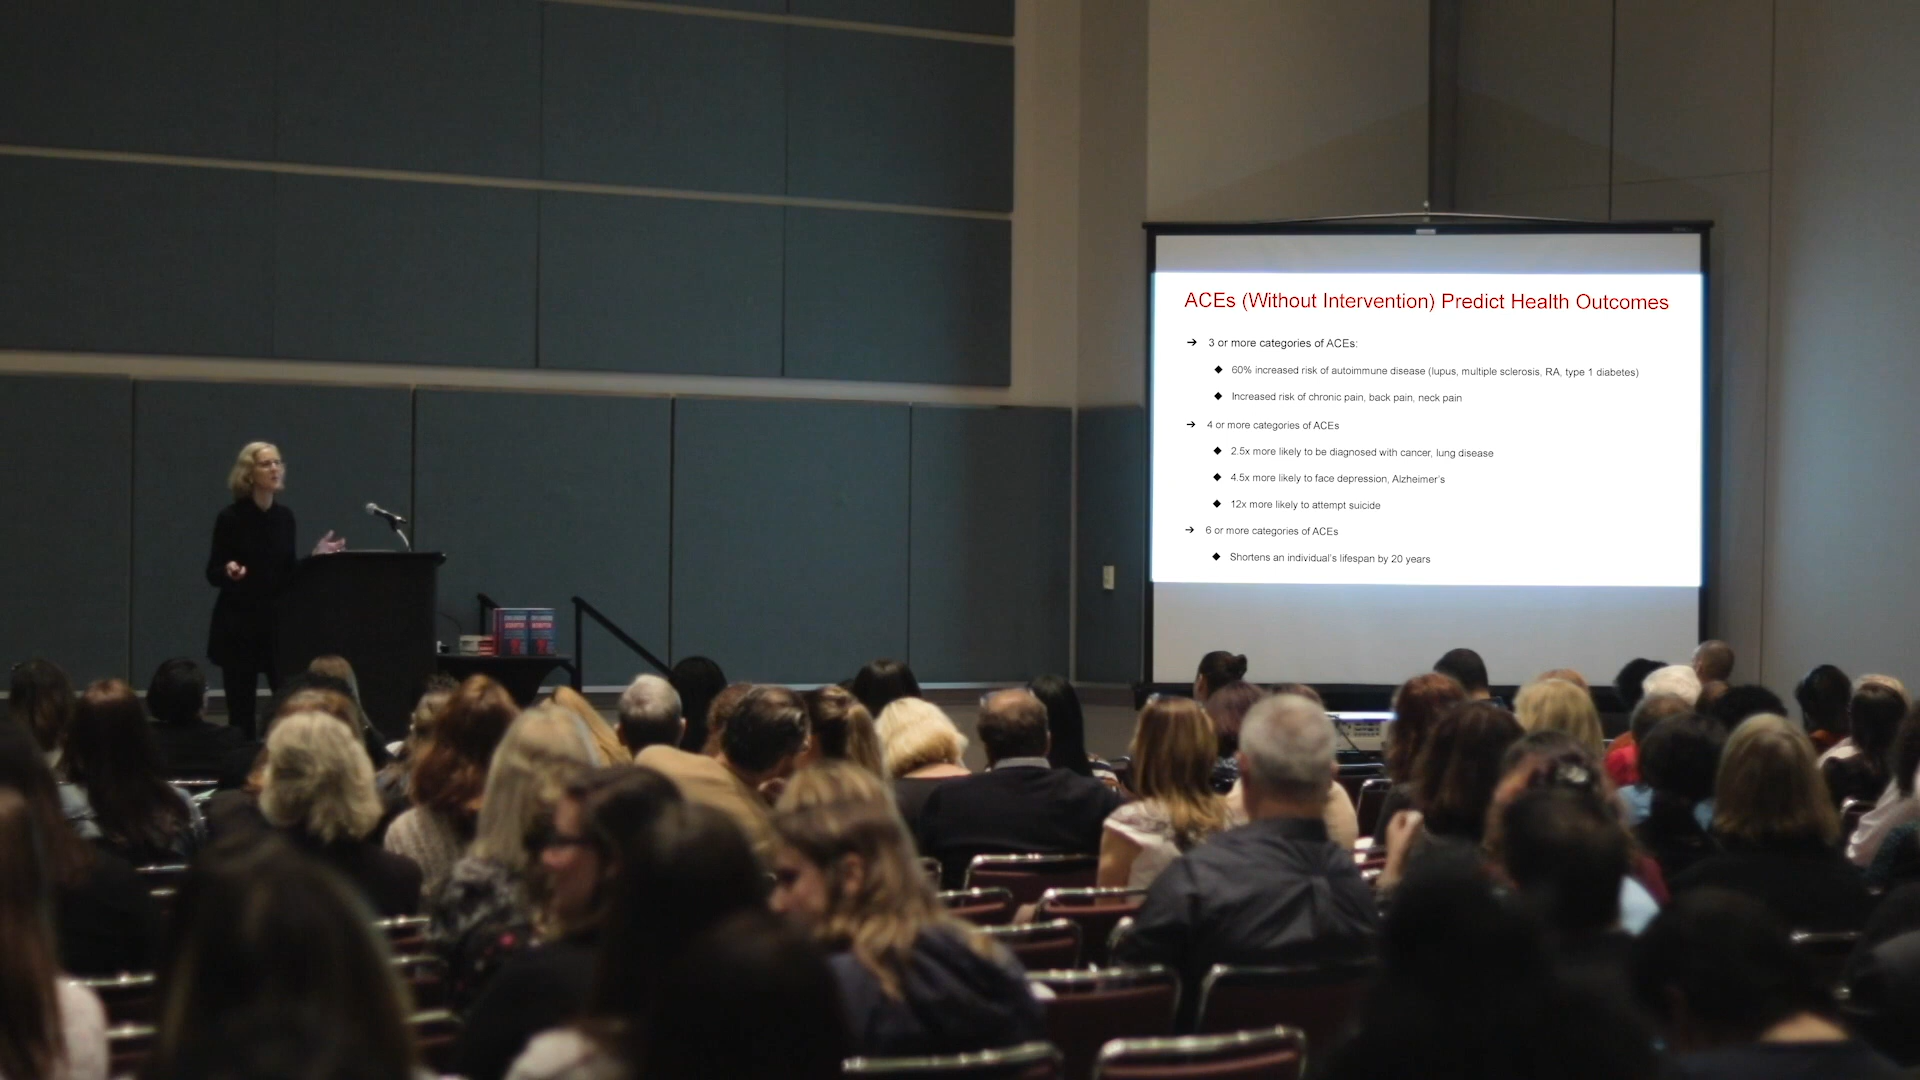 ACEs (Without Intervention) Predict Health Outcomes
➔ 3 or more categories of ACEs:
◆ 60% increased risk of autoimmune disease (lupus, multiple sclerosis, RA, type 1 diabetes)
◆ Increased risk of chronic pain, back pain, neck pain
➔ 4 or more categories of ACEs
◆ 2.5x more likely to be diagnosed with cancer, lung disease
◆ 4.5x more likely to face depression, Alzheimer's
◆ 12x more likely to attempt suicide
➔ 6 or more categories of ACEs
◆ Shortens an individual's lifespan by 20 years